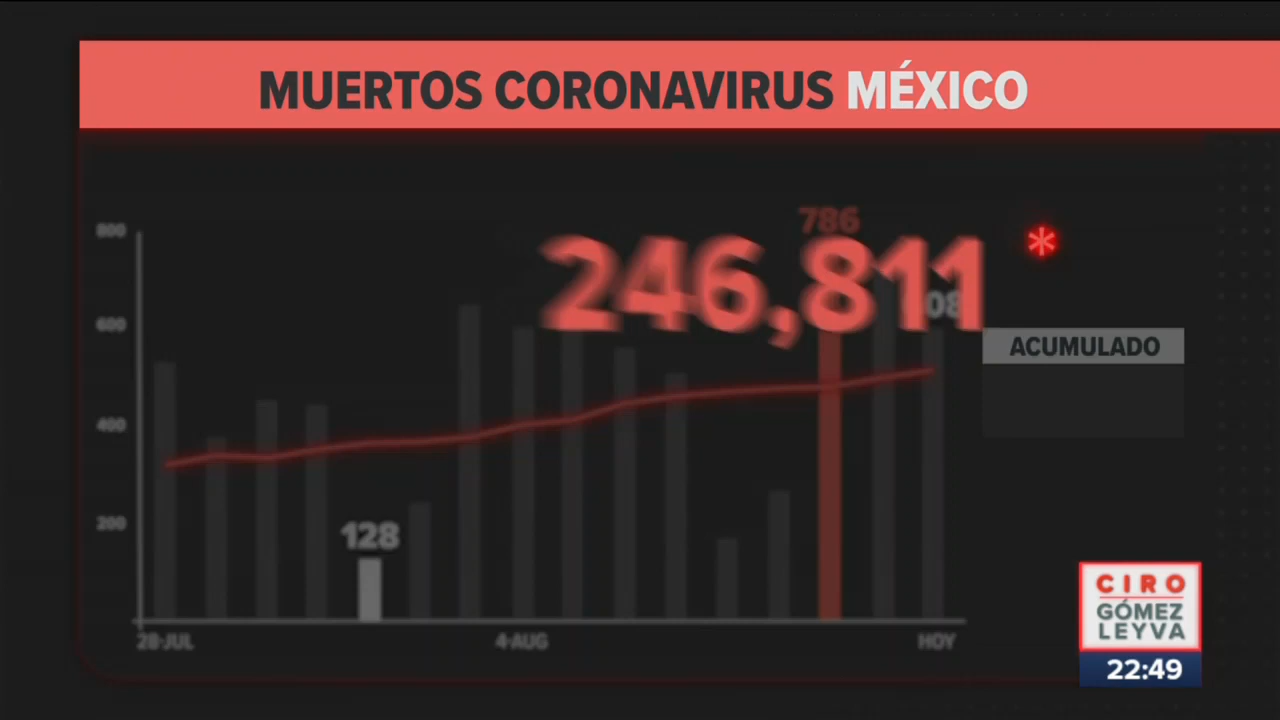 MUERTOS CORONAVIRUS MÉXICO
786
246,811
*
800
600
ACUMULADO
400
128
200
28-JUL
4-AUG
HOY
CIRO
GÓMEZ
LEYVA
22:49